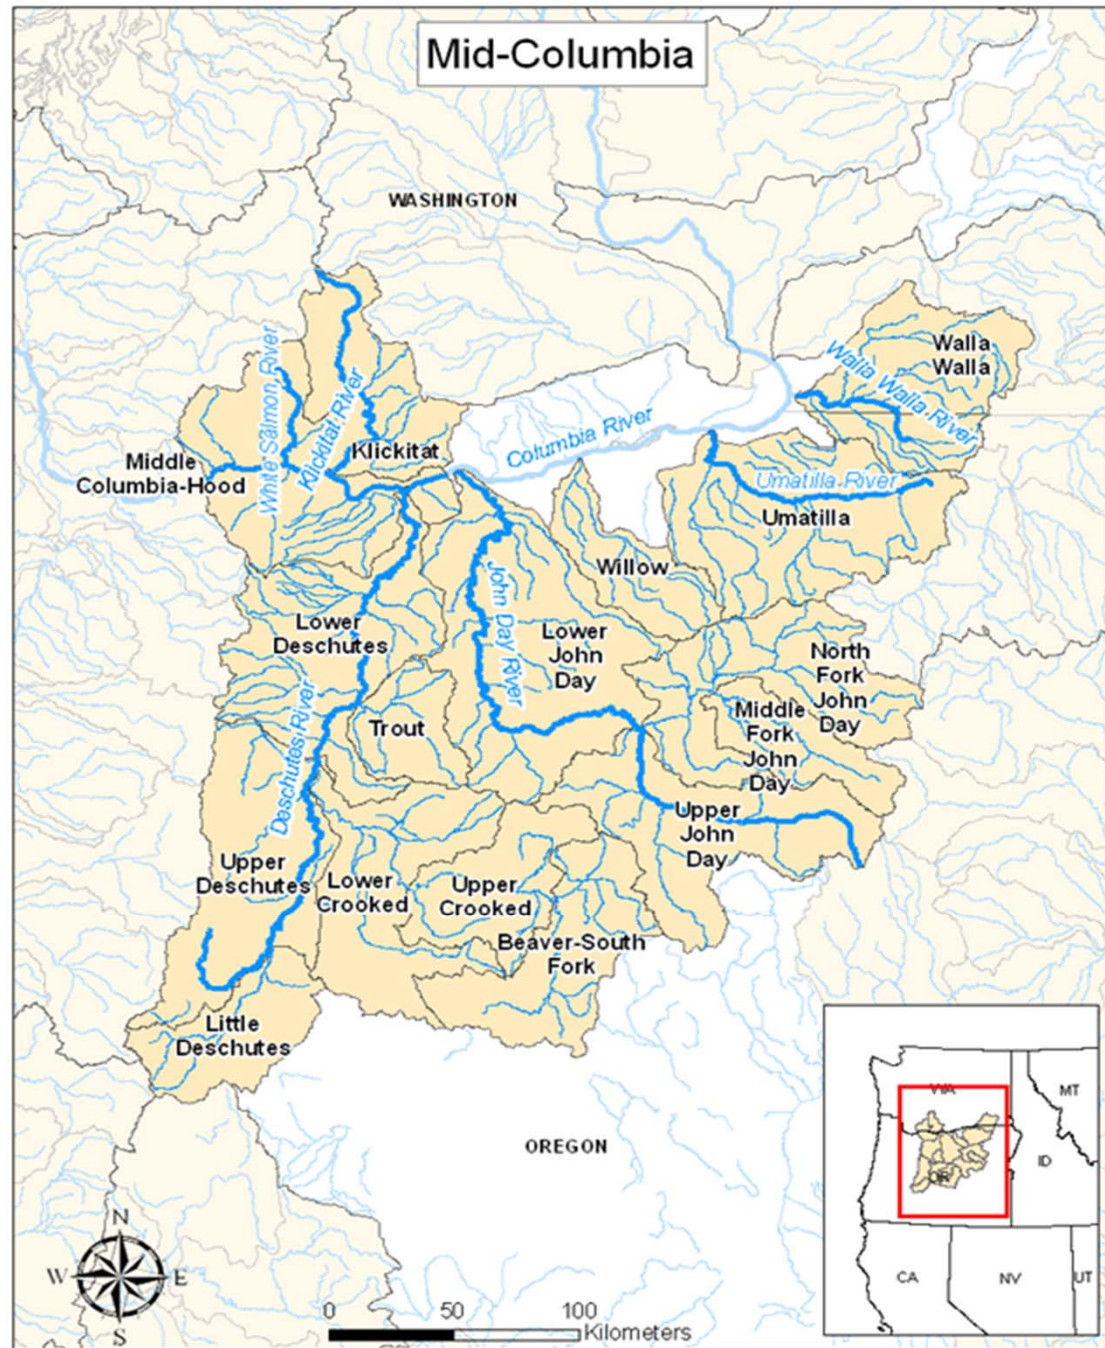 Mid-Columbia
WASHINGTON
White Salmon River
Klickitat River
Klickitat
Middle
Columbia-Hood
Columbia River
Walla
Walla
Walla Walla River
Umatilla River
Umatilla
Willow
John Day River
Lower
Deschutes
Lower
John
Day
North
Fork
John
Day
Middle
Fork
John
Day
Trout
Deschutes River
Upper
John
Day
Upper
Deschutes
Lower
Crooked
Upper
Crooked
Beaver-South
Fork
Little
Deschutes
OREGON
WA
MT
ID
OR
CA
NV
UT
N
W
E
S
0 50 100
Kilometers